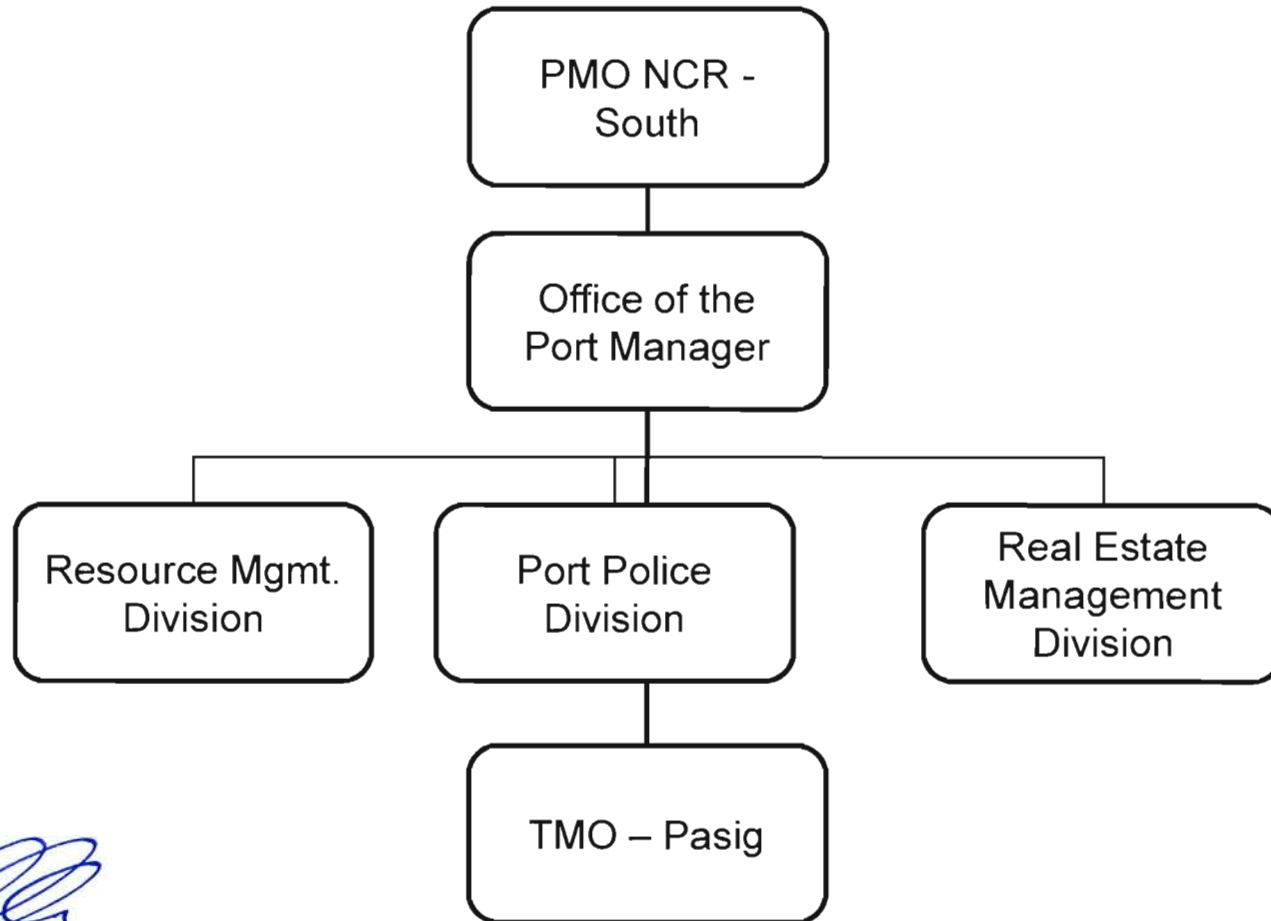 PMO NCR -
South
Office of the
Port Manager
Resource Mgmt.
Division
Port Police
Division
Real Estate
Management
Division
TMO – Pasig